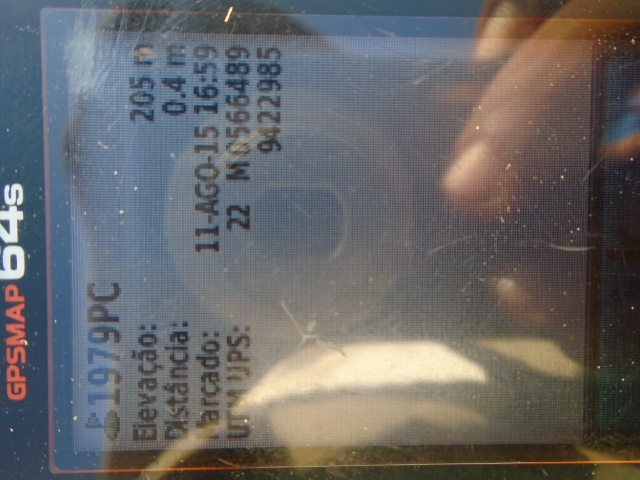 GPSMAP 64s
1979PC
Elevação: 205 m
Distância: 0.4 m
Marcado: 11-AGO-15 16:59
UTM UPS: 22 M 0566489
9422985